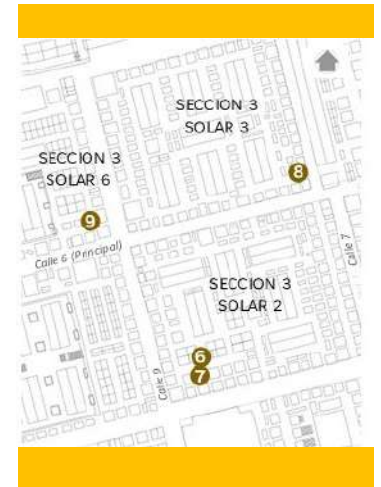 SECCION 3
SOLAR 3
SECCION 3
SOLAR 6
8
9
Calle 6 (Principal)
Calle 7
SECCION 3
SOLAR 2
6
7
Calle 9